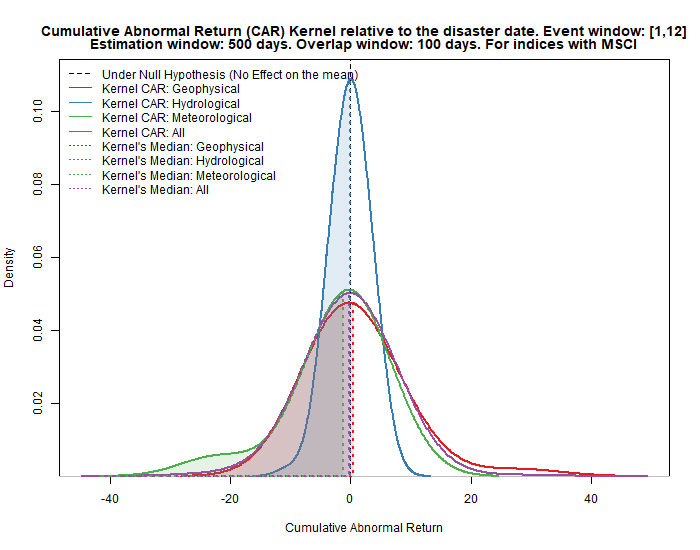 Cumulative Abnormal Return (CAR) Kernel relative to the disaster date. Event window: [1,12]
Estimation window: 500 days. Overlap window: 100 days. For indices with MSCI
Under Null Hypothesis (No Effect on the mean)
Kernel CAR: Geophysical
Kernel CAR: Hydrological
Kernel CAR: Meteorological
Kernel CAR: All
Kernel's Median: Geophysical
Kernel's Median: Hydrological
Kernel's Median: Meteorological
Kernel's Median: All
Density
0.10
0.08
0.06
0.04
0.02
-40 -20 0 20 40
Cumulative Abnormal Return